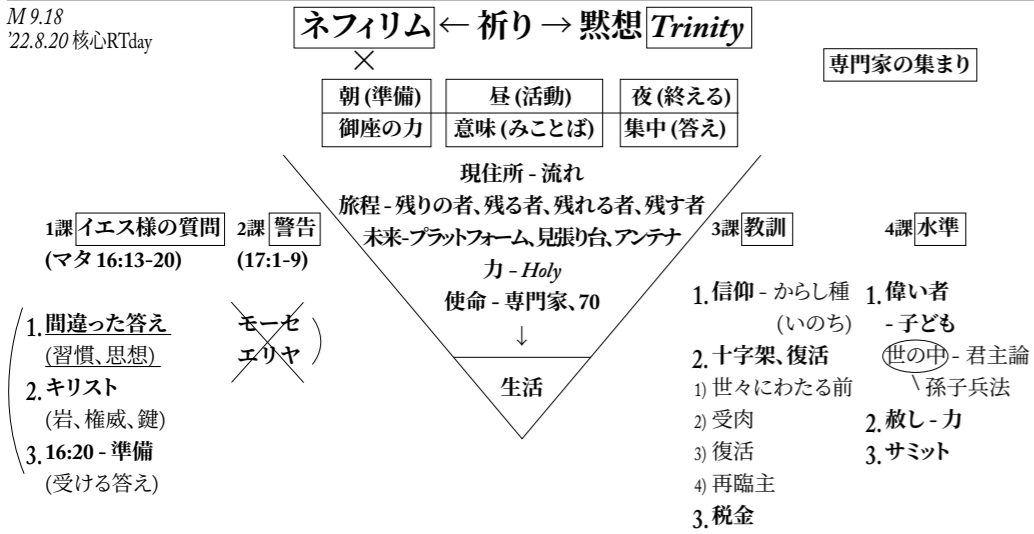 M 9.18
'22.8.20 核心RTday
ネフィリム ← 祈り → 黙想 Trinity
×
専門家の集まり
朝 (準備) 昼 (活動) 夜 (終える)
御座の力 意味 (みことば) 集中 (答え)
現住所 - 流れ
旅程 - 残りの者、残る者、残れる者、残す者
未来-プラットフォーム、見張り台、アンテナ
力 - Holy
使命 - 専門家、70
↓
生活
1課 イエス様の質問
(マタ 16:13-20)
1. 間違った答え
(習慣、思想)
2. キリスト
(岩、権威、鍵)
3. 16:20 - 準備
(受ける答え)
2課 警告
(17:1-9)
モーセ
エリヤ
3課 教訓
1. 信仰 - からし種
(いのち)
2. 十字架、復活
1) 世々にわたる前
2) 受肉
3) 復活
4) 再臨主
3. 税金
4課 水準
1. 偉い者
- 子ども
世の中 - 君主論
\ 孫子兵法
2. 赦し - 力
3. サミット